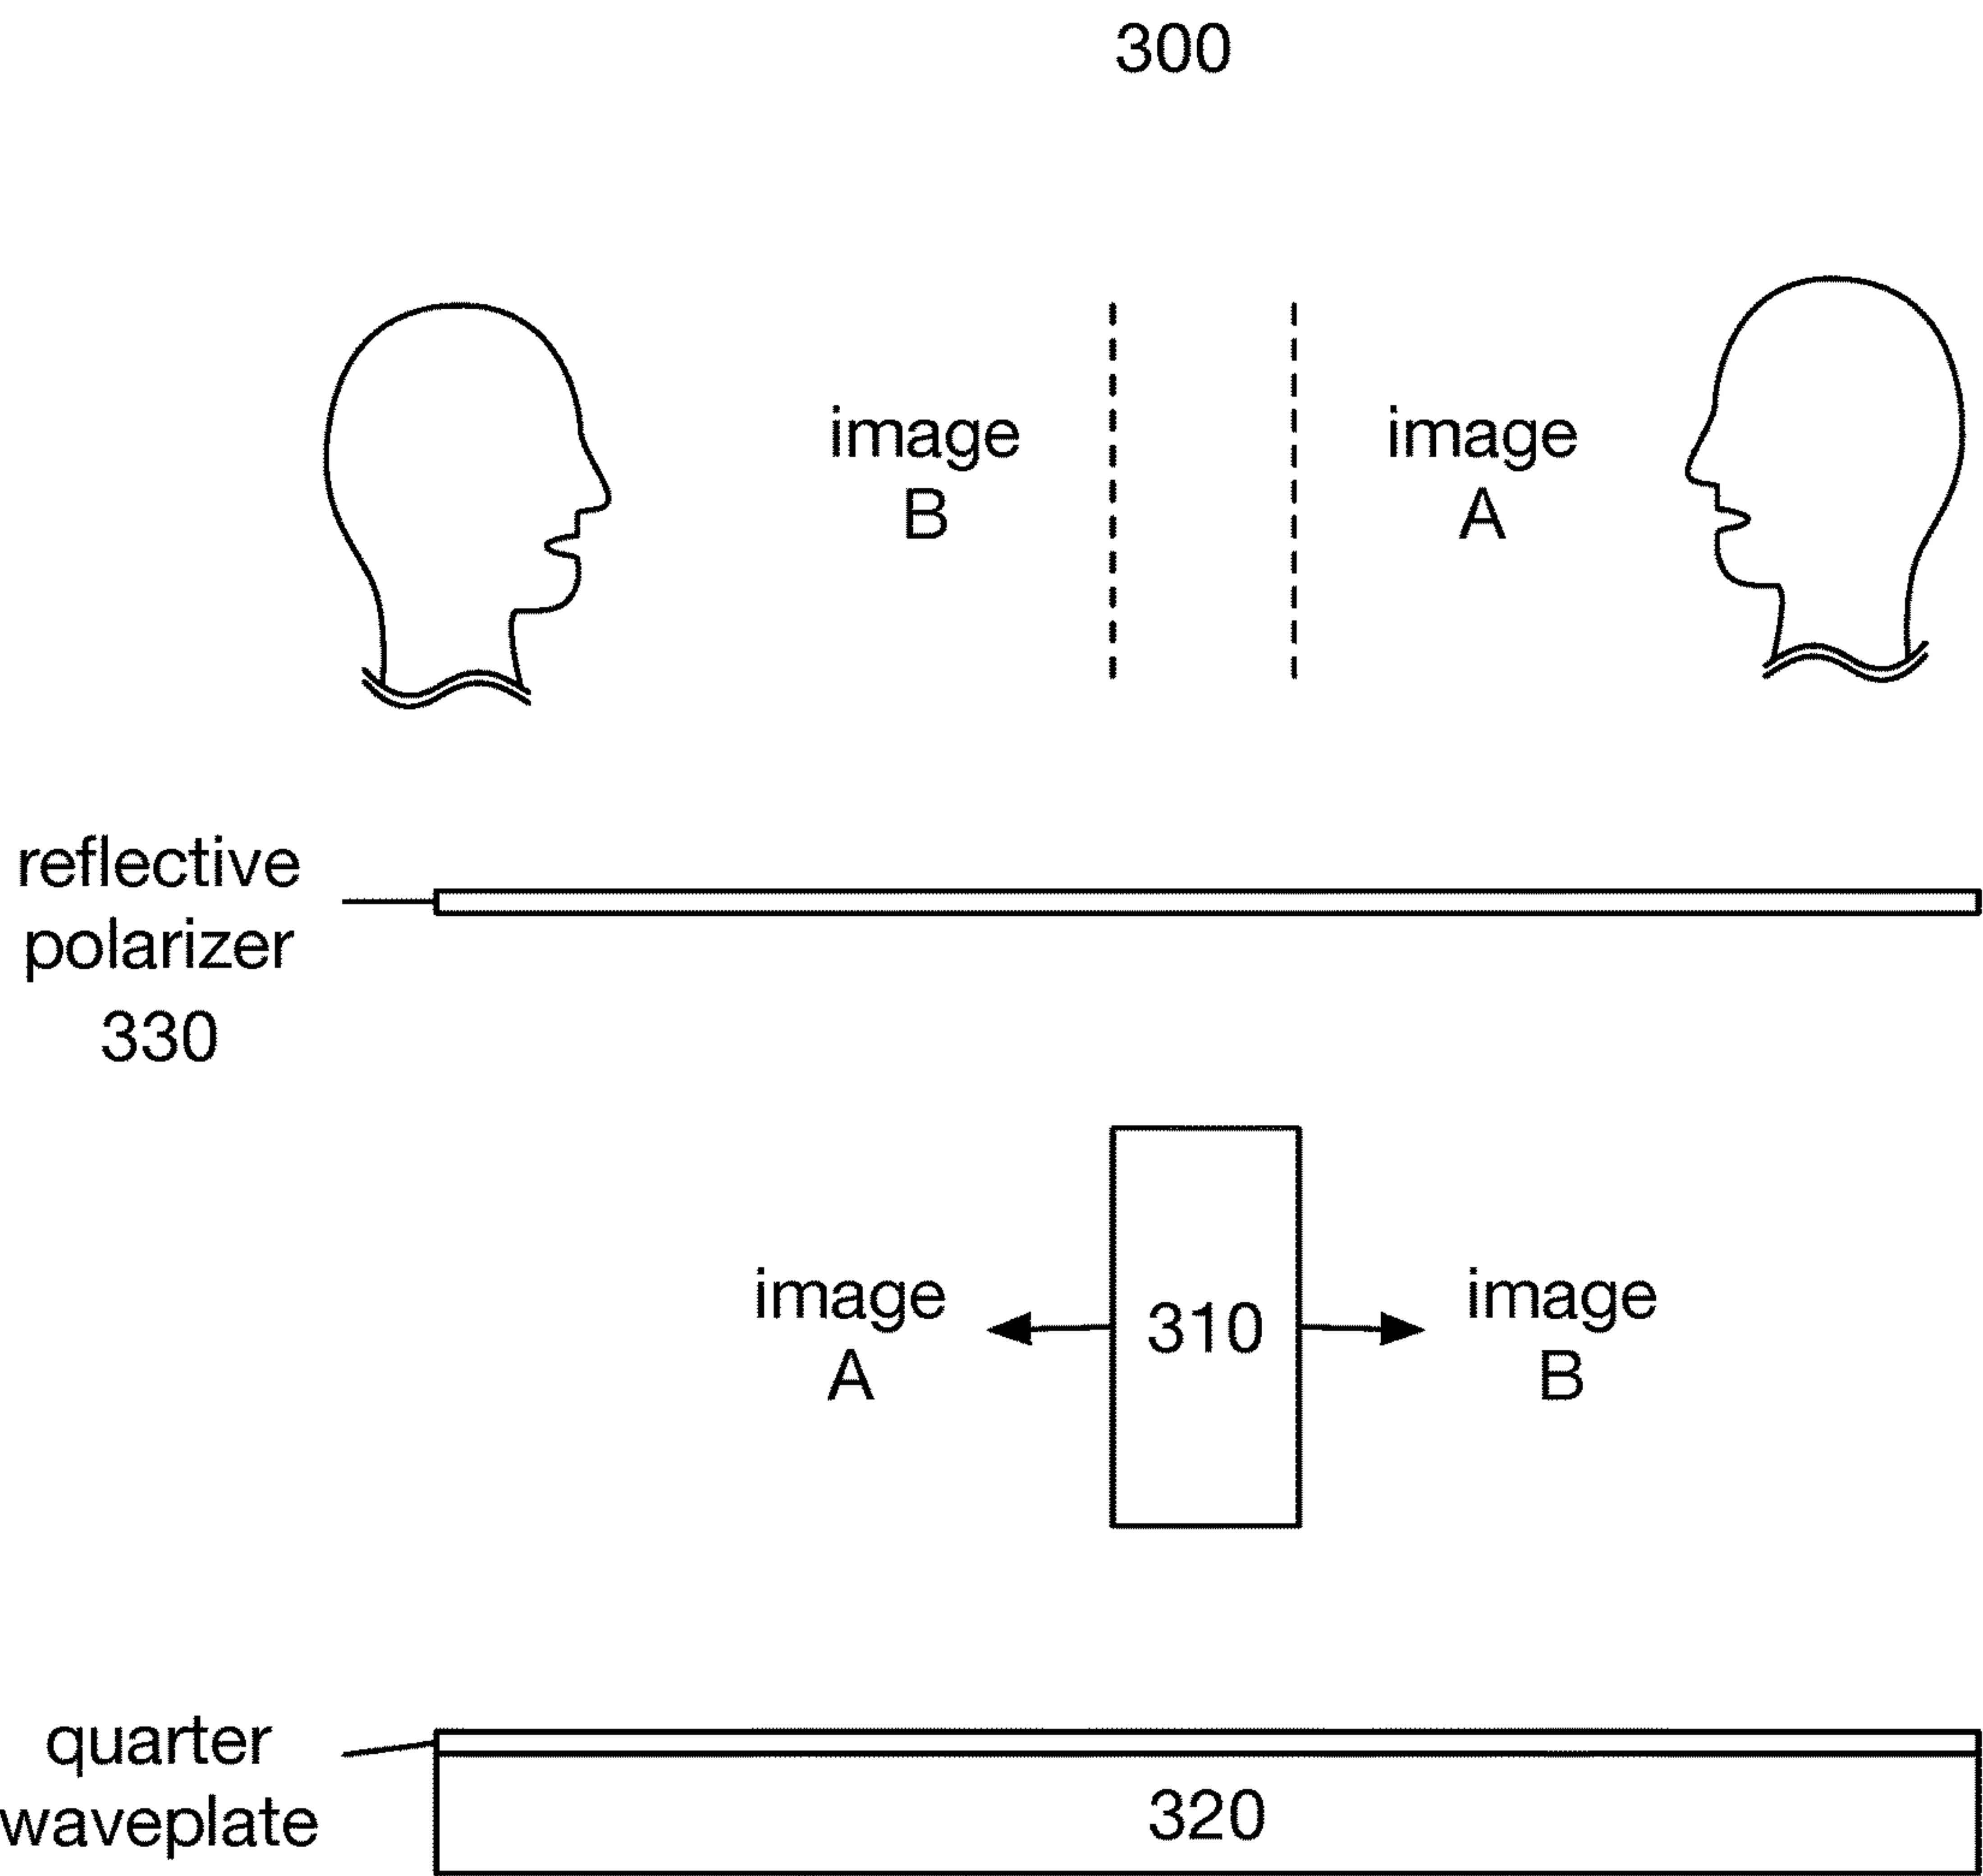 300
image
B
image
A
reflective
polarizer
330
image
A
310
image
B
quarter
waveplate
320